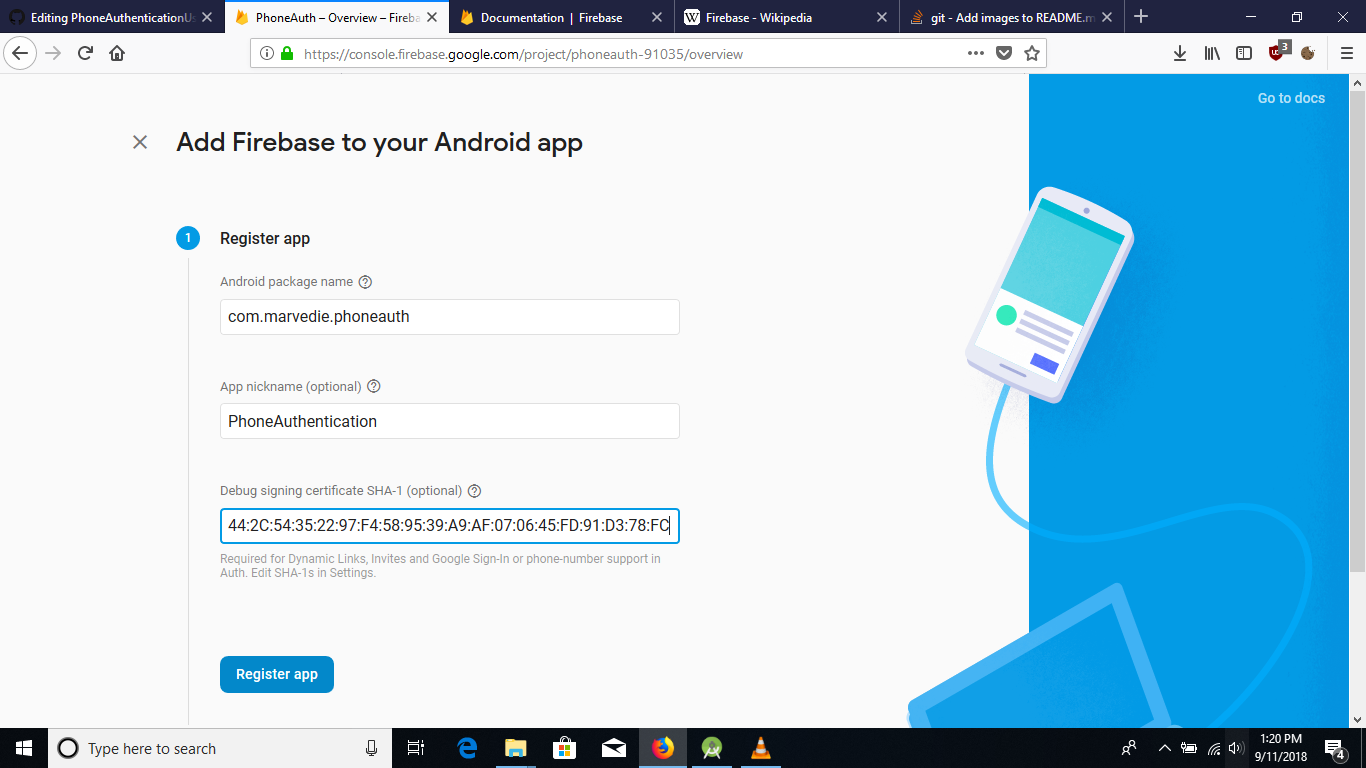 Editing PhoneAuthenticationUs
PhoneAuth – Overview – Fireba
Documentation | Firebase
Firebase - Wikipedia
git - Add images to README.m
https://console.firebase.google.com/project/phoneauth-91035/overview
3
Go to docs
Add Firebase to your Android app
1 Register app
Android package name ?
com.marvedie.phoneauth
App nickname (optional) ?
PhoneAuthentication
Debug signing certificate SHA-1 (optional) ?
44:2C:54:35:22:97:F4:58:95:39:A9:AF:07:06:45:FD:91:D3:78:FC
Required for Dynamic Links, Invites and Google Sign-In or phone-number support in
Auth. Edit SHA-1s in Settings.
Register app
Type here to search
1:20 PM
9/11/2018
4